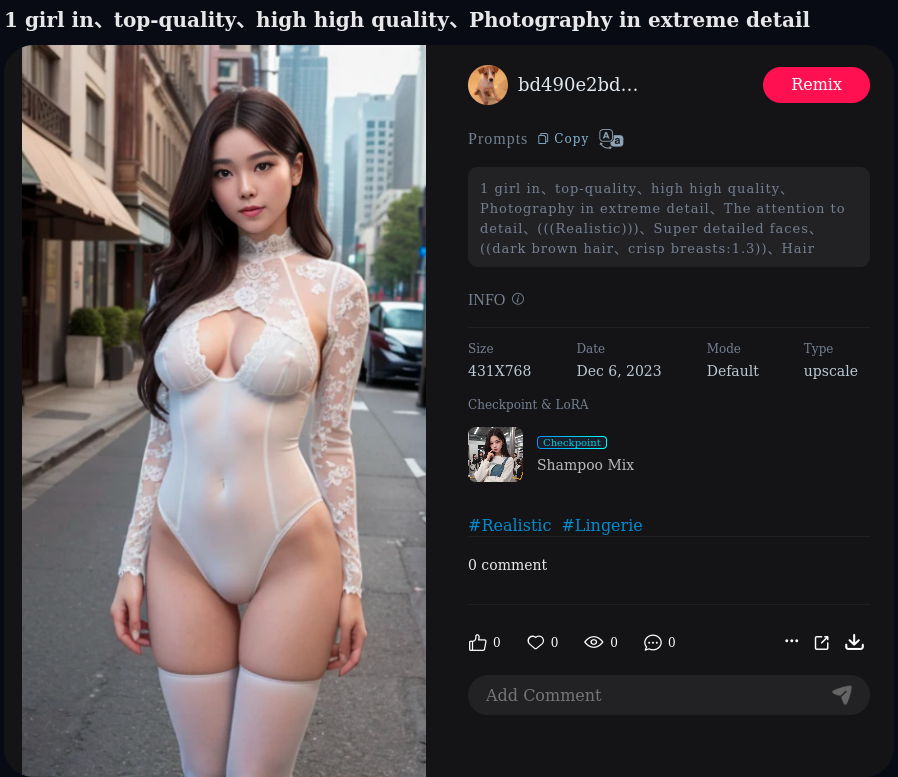 1 girl in、top-quality、high high quality、Photography in extreme detail
bd490e2bd...
Remix
Prompts Copy
1 girl in、top-quality、high high quality、
Photography in extreme detail、The attention to
detail、(((Realistic)))、Super detailed faces、
((dark brown hair、crisp breasts:1.3))、Hair
INFO
Size Date Mode Type
431X768 Dec 6, 2023 Default upscale
Checkpoint & LoRA
Checkpoint
Shampoo Mix
#Realistic #Lingerie
0 comment
0 0 0 0
Add Comment